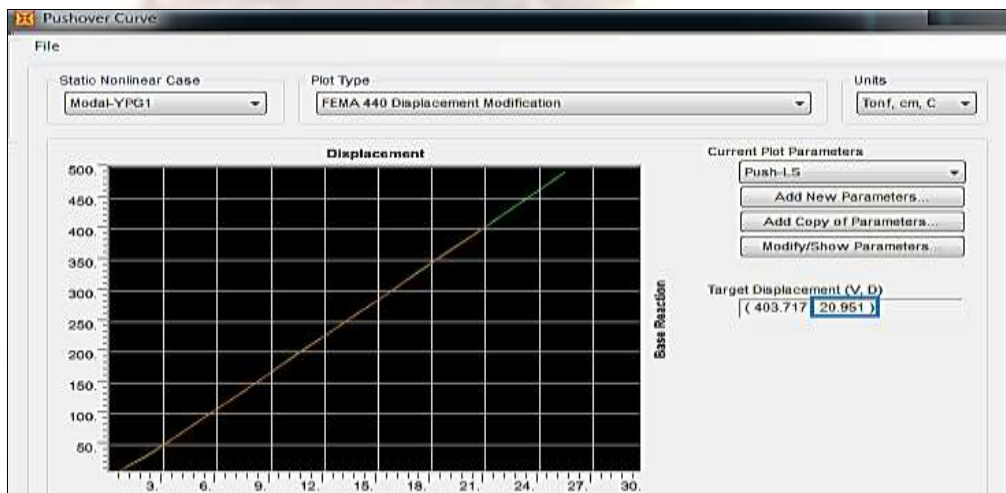 Pushover Curve
File
Static Nonlinear Case
Plot Type
Units
Modal-YPG1
FEMA 440 Displacement Modification
Tonf, cm, C
Displacement
Current Plot Parameters
Push-LS
Add New Parameters...
Add Copy of Parameters...
Modify/Show Parameters...
Target Displacement (V, D)
( 403.717 20.951 )
Base Reaction
500.
450.
400.
350.
300.
250.
200.
150.
100.
50.
3. 6. 9. 12. 15. 18. 21. 24. 27. 30.